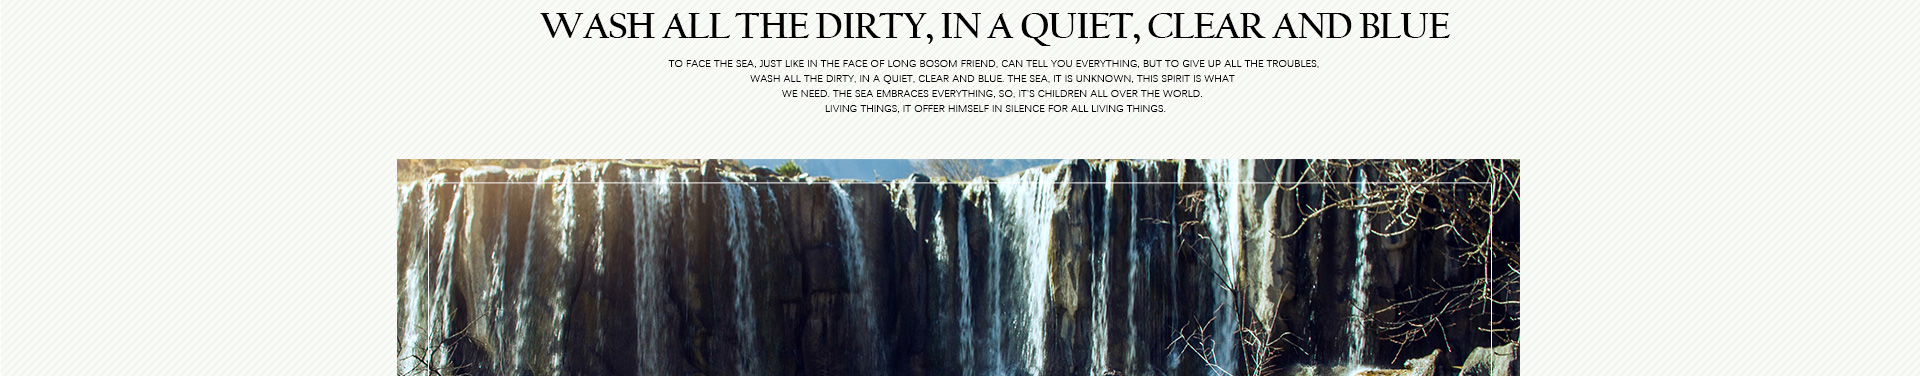 WASH ALL THE DIRTY, IN A QUIET, CLEAR AND BLUE
TO FACE THE SEA, JUST LIKE IN THE FACE OF LONG BOSOM FRIEND, CAN TELL YOU EVERYTHING, BUT TO GIVE UP ALL THE TROUBLES,
WASH ALL THE DIRTY, IN A QUIET, CLEAR AND BLUE. THE SEA, IT IS UNKNOWN, THIS SPIRIT IS WHAT
WE NEED. THE SEA EMBRACES EVERYTHING, SO, IT'S CHILDREN ALL OVER THE WORLD.
LIVING THINGS, IT OFFER HIMSELF IN SILENCE FOR ALL LIVING THINGS.